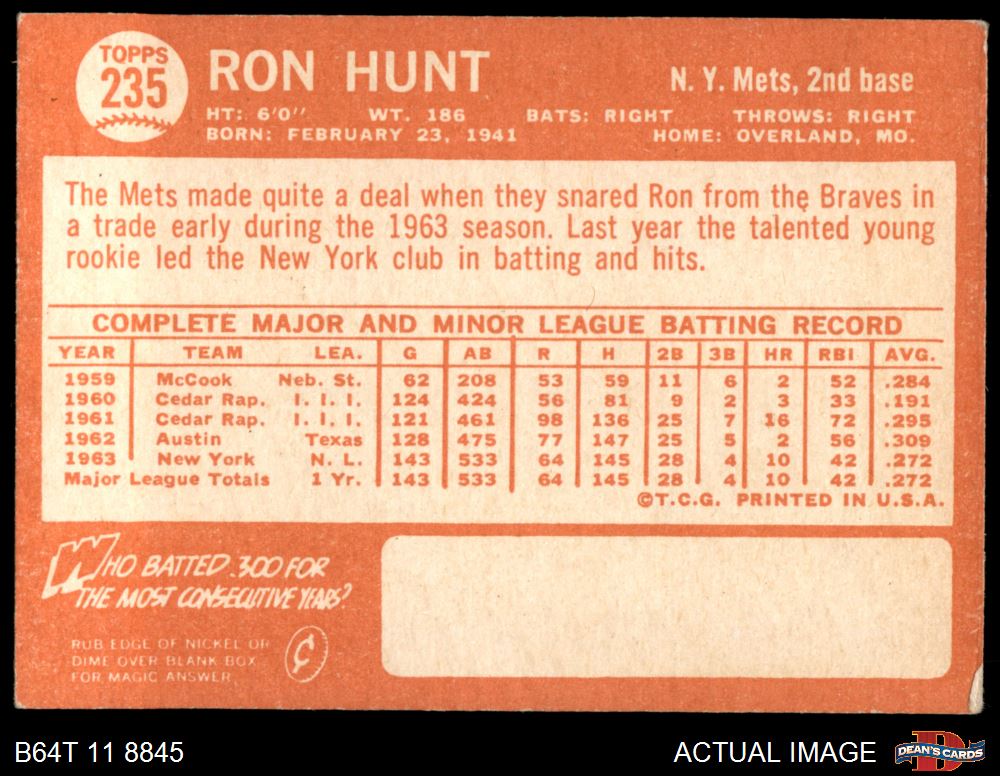 TOPPS
235
RON HUNT
N. Y. Mets, 2nd base
HT: 6'0" WT. 186 BATS: RIGHT THROWS: RIGHT
BORN: FEBRUARY 23, 1941 HOME: OVERLAND, MO.
The Mets made quite a deal when they snared Ron from the Braves in
a trade early during the 1963 season. Last year the talented young
rookie led the New York club in batting and hits.
COMPLETE MAJOR AND MINOR LEAGUE BATTING RECORD
YEAR TEAM LEA. G AB R H 2B 3B HR RBI AVG.
1959 McCook Neb. St. 62 208 53 59 11 6 2 52 .284
1960 Cedar Rap. I. I. I. 124 424 56 81 9 2 3 33 .191
1961 Cedar Rap. I. I. I. 121 461 98 136 25 7 16 72 .295
1962 Austin Texas 128 475 77 147 25 5 2 56 .309
1963 New York N. L. 143 533 64 145 28 4 10 42 .272
Major League Totals 1 Yr. 143 533 64 145 28 4 10 42 .272
©T.C.G. PRINTED IN U.S.A.
WHO BATTED .300 FOR
THE MOST CONSECUTIVE YEARS?
RUB EDGE OF NICKEL OR
DIME OVER BLANK BOX
FOR MAGIC ANSWER
¢
B64T 11 8845
ACTUAL IMAGE
D
DEAN'S CARDS